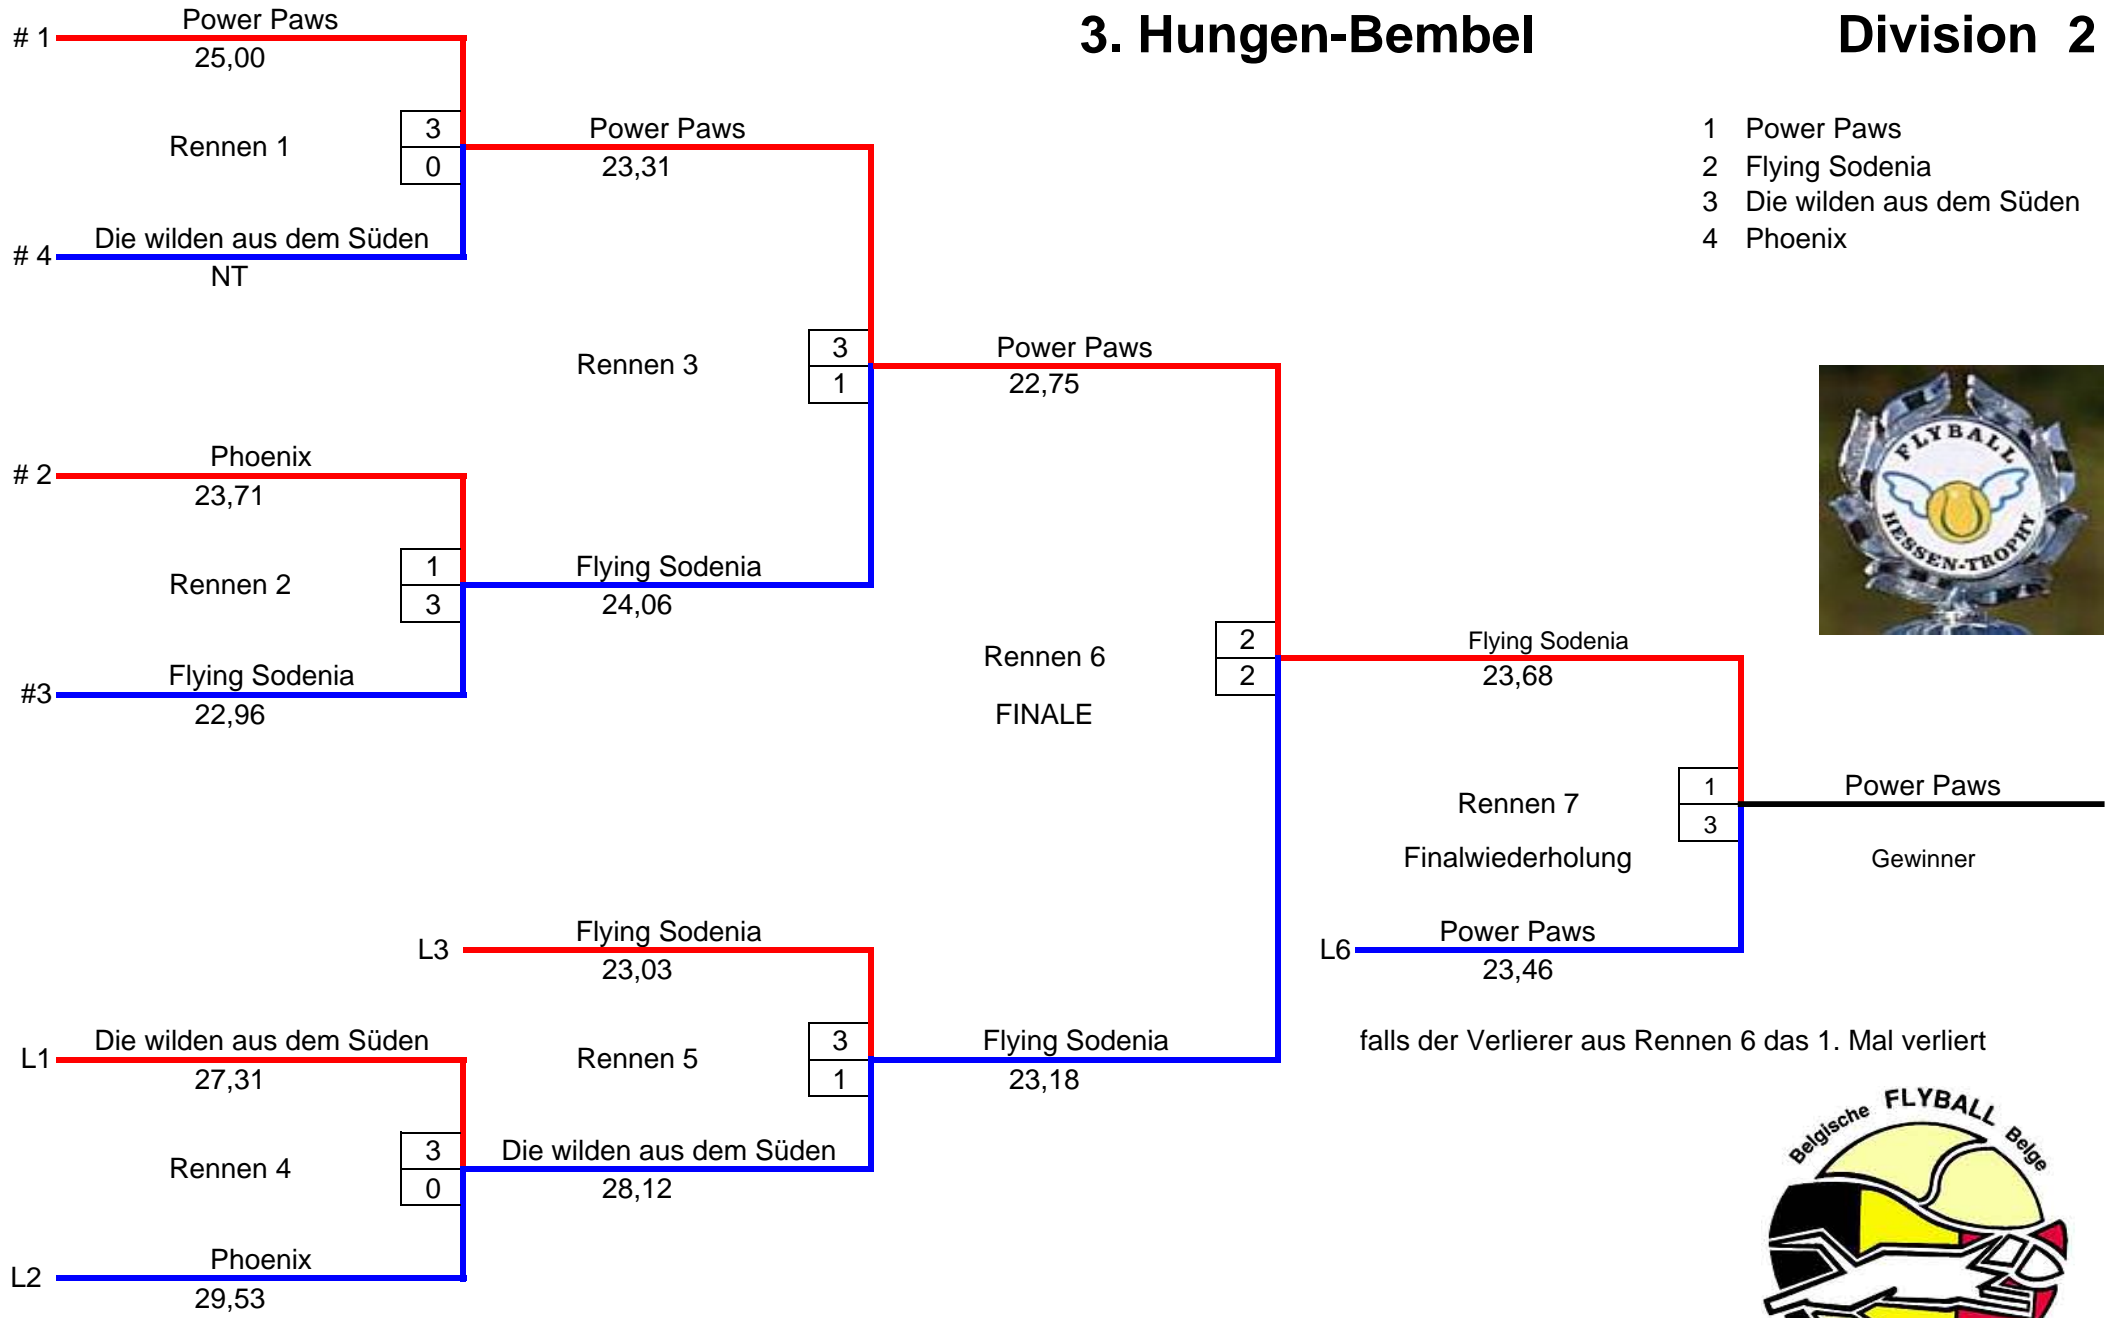 3. Hungen-Bembel
Division 2
1 Power Paws
2 Flying Sodenia
3 Die wilden aus dem Süden
4 Phoenix
# 1
Power Paws
25,00
Rennen 1
3
0
# 4
Die wilden aus dem Süden
NT
Power Paws
23,31
Rennen 3
3
1
Power Paws
22,75
# 2
Phoenix
23,71
Rennen 2
1
3
Flying Sodenia
24,06
#3
Flying Sodenia
22,96
Rennen 6
2
2
FINALE
Flying Sodenia
23,68
Rennen 7
1
3
Finalwiederholung
Power Paws
Gewinner
L6
Power Paws
23,46
falls der Verlierer aus Rennen 6 das 1. Mal verliert
L3
Flying Sodenia
23,03
Rennen 5
3
1
Flying Sodenia
23,18
L1
Die wilden aus dem Süden
27,31
Rennen 4
3
0
Die wilden aus dem Süden
28,12
L2
Phoenix
29,53
FLYBALL
HESSEN-TROPHY
Belgische FLYBALL Belge